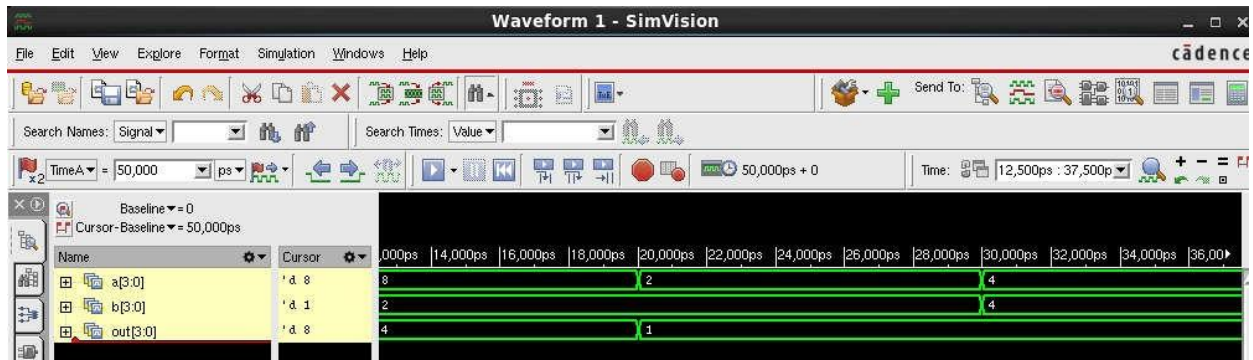 Waveform 1 - SimVision
File Edit View Explore Format Simulation Windows Help
cādence
Send To:
Search Names: Signal Search Times: Value
x2 TimeA = 50,000 ps 50,000ps + 0 Time: 12,500ps : 37,500p
Baseline = 0
Cursor-Baseline = 50,000ps
Name Cursor ,000ps 14,000ps 16,000ps 18,000ps 20,000ps 22,000ps 24,000ps 26,000ps 28,000ps 30,000ps 32,000ps 34,000ps 36,00
a[3:0] 'd 8 8 2 4
b[3:0] 'd 1 2 4
out[3:0] 'd 8 4 1